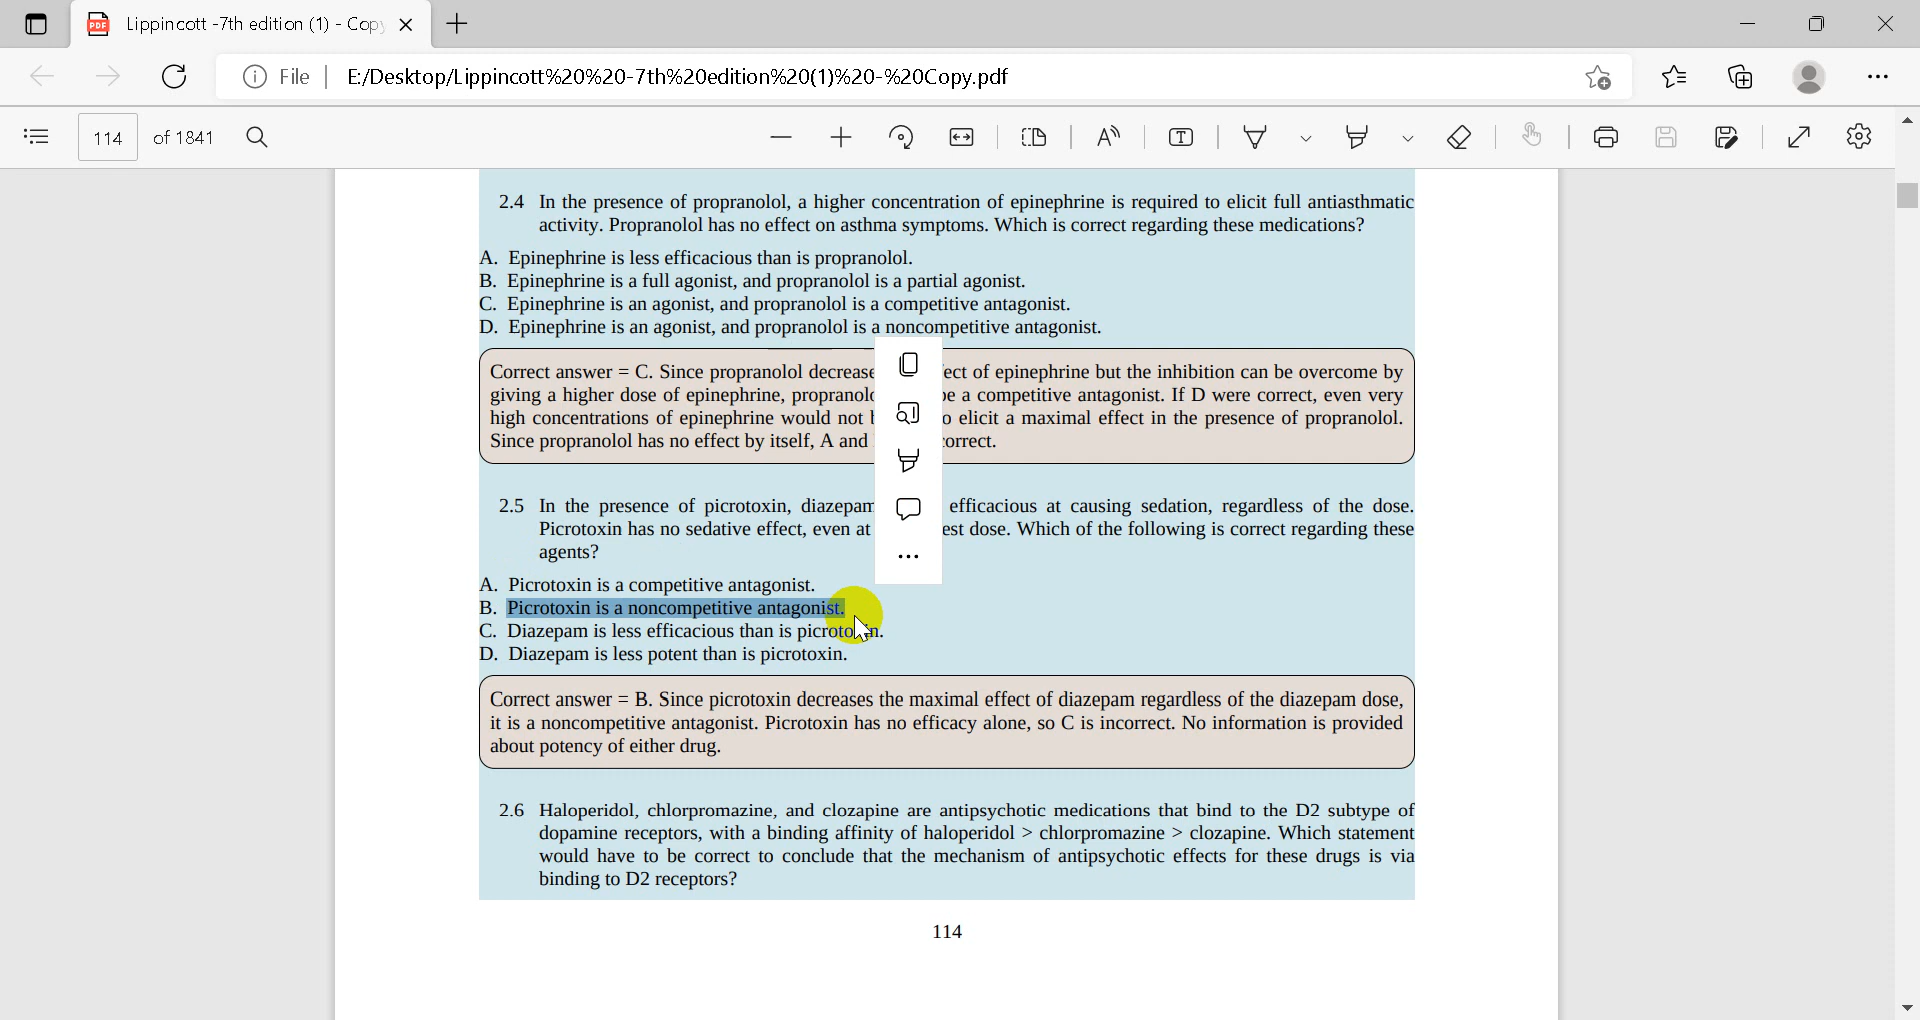 Lippincott -7th edition (1) - Copy
File
E:/Desktop/Lippincott%20%20-7th%20edition%20(1)%20-%20Copy.pdf
114 of 1841
2.4 In the presence of propranolol, a higher concentration of epinephrine is required to elicit full antiasthmatic
activity. Propranolol has no effect on asthma symptoms. Which is correct regarding these medications?
A. Epinephrine is less efficacious than is propranolol.
B. Epinephrine is a full agonist, and propranolol is a partial agonist.
C. Epinephrine is an agonist, and propranolol is a competitive antagonist.
D. Epinephrine is an agonist, and propranolol is a noncompetitive antagonist.
Correct answer = C. Since propranolol decrease ect of epinephrine but the inhibition can be overcome by
giving a higher dose of epinephrine, propranolo be a competitive antagonist. If D were correct, even very
high concentrations of epinephrine would not elicit a maximal effect in the presence of propranolol.
Since propranolol has no effect by itself, A and correct.
2.5 In the presence of picrotoxin, diazepam efficacious at causing sedation, regardless of the dose.
Picrotoxin has no sedative effect, even at est dose. Which of the following is correct regarding these
agents?
A. Picrotoxin is a competitive antagonist.
B. Picrotoxin is a noncompetitive antagonist.
C. Diazepam is less efficacious than is picrotoxin.
D. Diazepam is less potent than is picrotoxin.
Correct answer = B. Since picrotoxin decreases the maximal effect of diazepam regardless of the diazepam dose,
it is a noncompetitive antagonist. Picrotoxin has no efficacy alone, so C is incorrect. No information is provided
about potency of either drug.
2.6 Haloperidol, chlorpromazine, and clozapine are antipsychotic medications that bind to the D2 subtype of
dopamine receptors, with a binding affinity of haloperidol > chlorpromazine > clozapine. Which statement
would have to be correct to conclude that the mechanism of antipsychotic effects for these drugs is via
binding to D2 receptors?
114